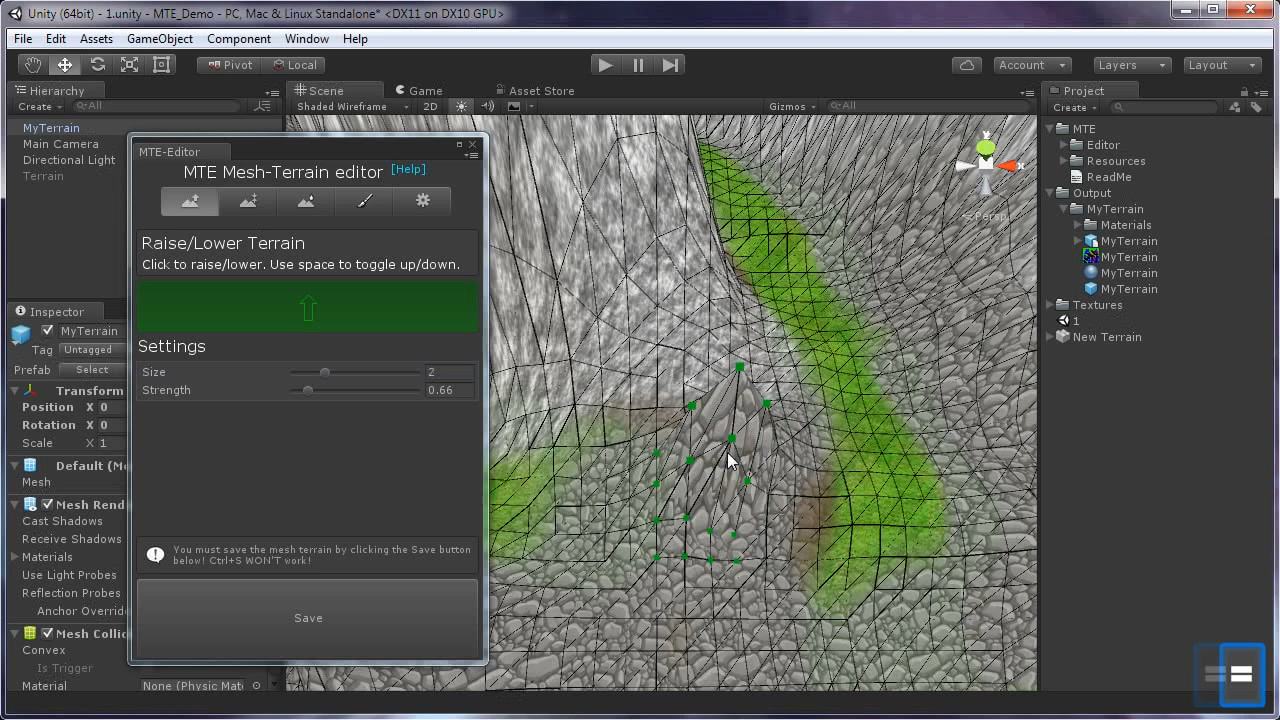 Unity (64bit) - 1.unity - MTE_Demo - PC, Mac & Linux Standalone* <DX11 on DX10 GPU>
File Edit Assets GameObject Component Window Help
Pivot Local Account Layers Layout
Hierarchy
Create All
MyTerrain
Main Camera
Directional Light
Terrain
Scene Game Asset Store
Shaded Wireframe 2D Gizmos All
y
x
Persp
MTE-Editor
MTE Mesh-Terrain editor [Help]
Raise/Lower Terrain
Click to raise/lower. Use space to toggle up/down.
Settings
Size 2
Strength 0.66
You must save the mesh terrain by clicking the Save button
below! Ctrl+S WON'T work!
Save
Inspector
MyTerrain
Tag Untagged
Prefab Select
Transform
Position X 0
Rotation X 0
Scale X 1
Default (Me
Mesh
Mesh Rend
Cast Shadows
Receive Shadows
Materials
Use Light Probes
Reflection Probes
Anchor Override
Mesh Collid
Convex
Is Trigger
Material None (Physic Mate
Project
Create
MTE
Editor
Resources
ReadMe
Output
MyTerrain
Materials
MyTerrain
MyTerrain
MyTerrain
MyTerrain
Textures
1
New Terrain